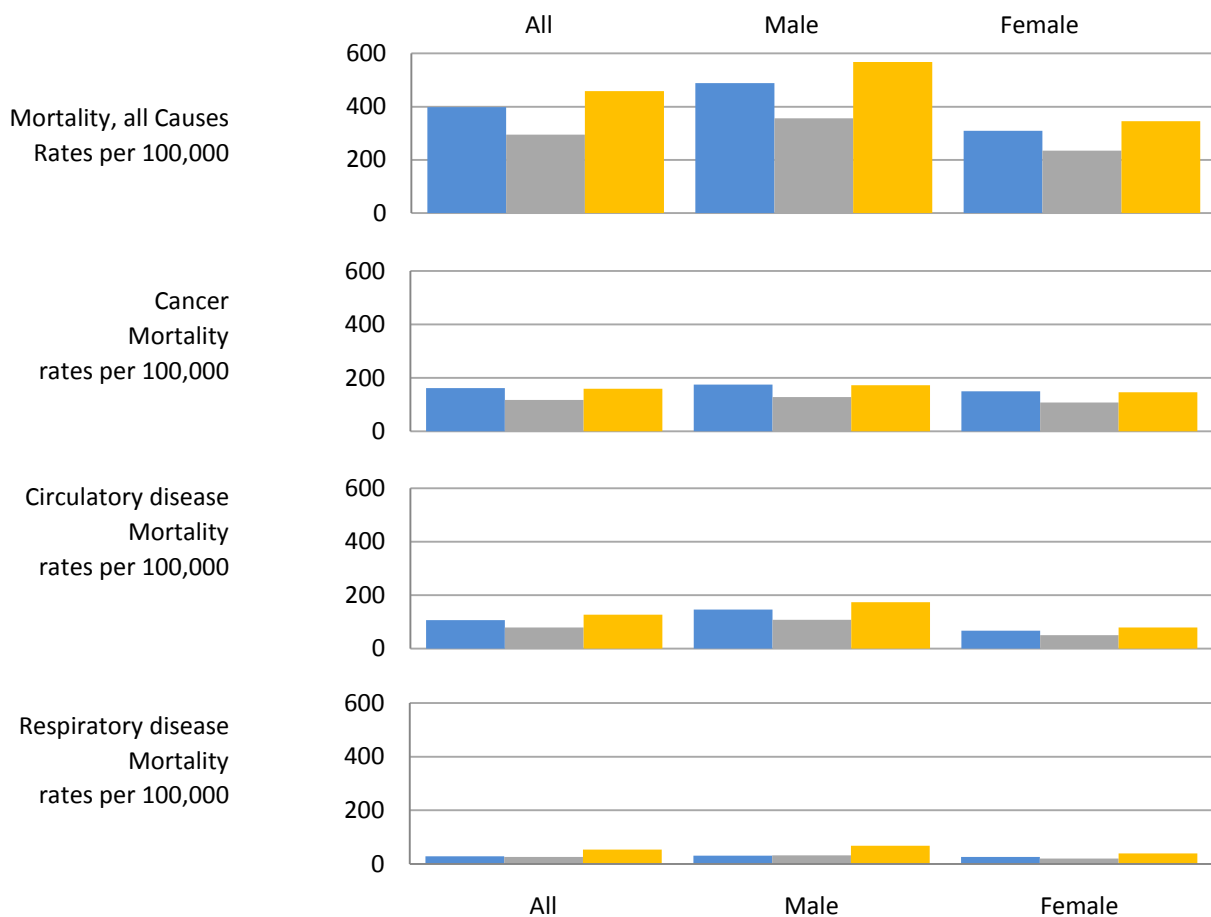 All Male Female
Mortality, all Causes
Rates per 100,000
600
400
200
0
Cancer
Mortality
rates per 100,000
600
400
200
0
Circulatory disease
Mortality
rates per 100,000
600
400
200
0
Respiratory disease
Mortality
rates per 100,000
600
400
200
0
All Male Female